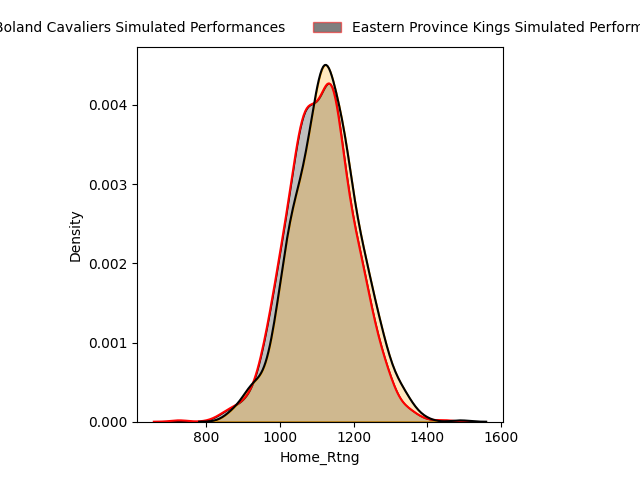 Boland Cavaliers Simulated Performances Eastern Province Kings Simulated Perform
0.004
0.003
0.002
0.001
0.000
Density
800 1000 1200 1400 1600
Home_Rtng